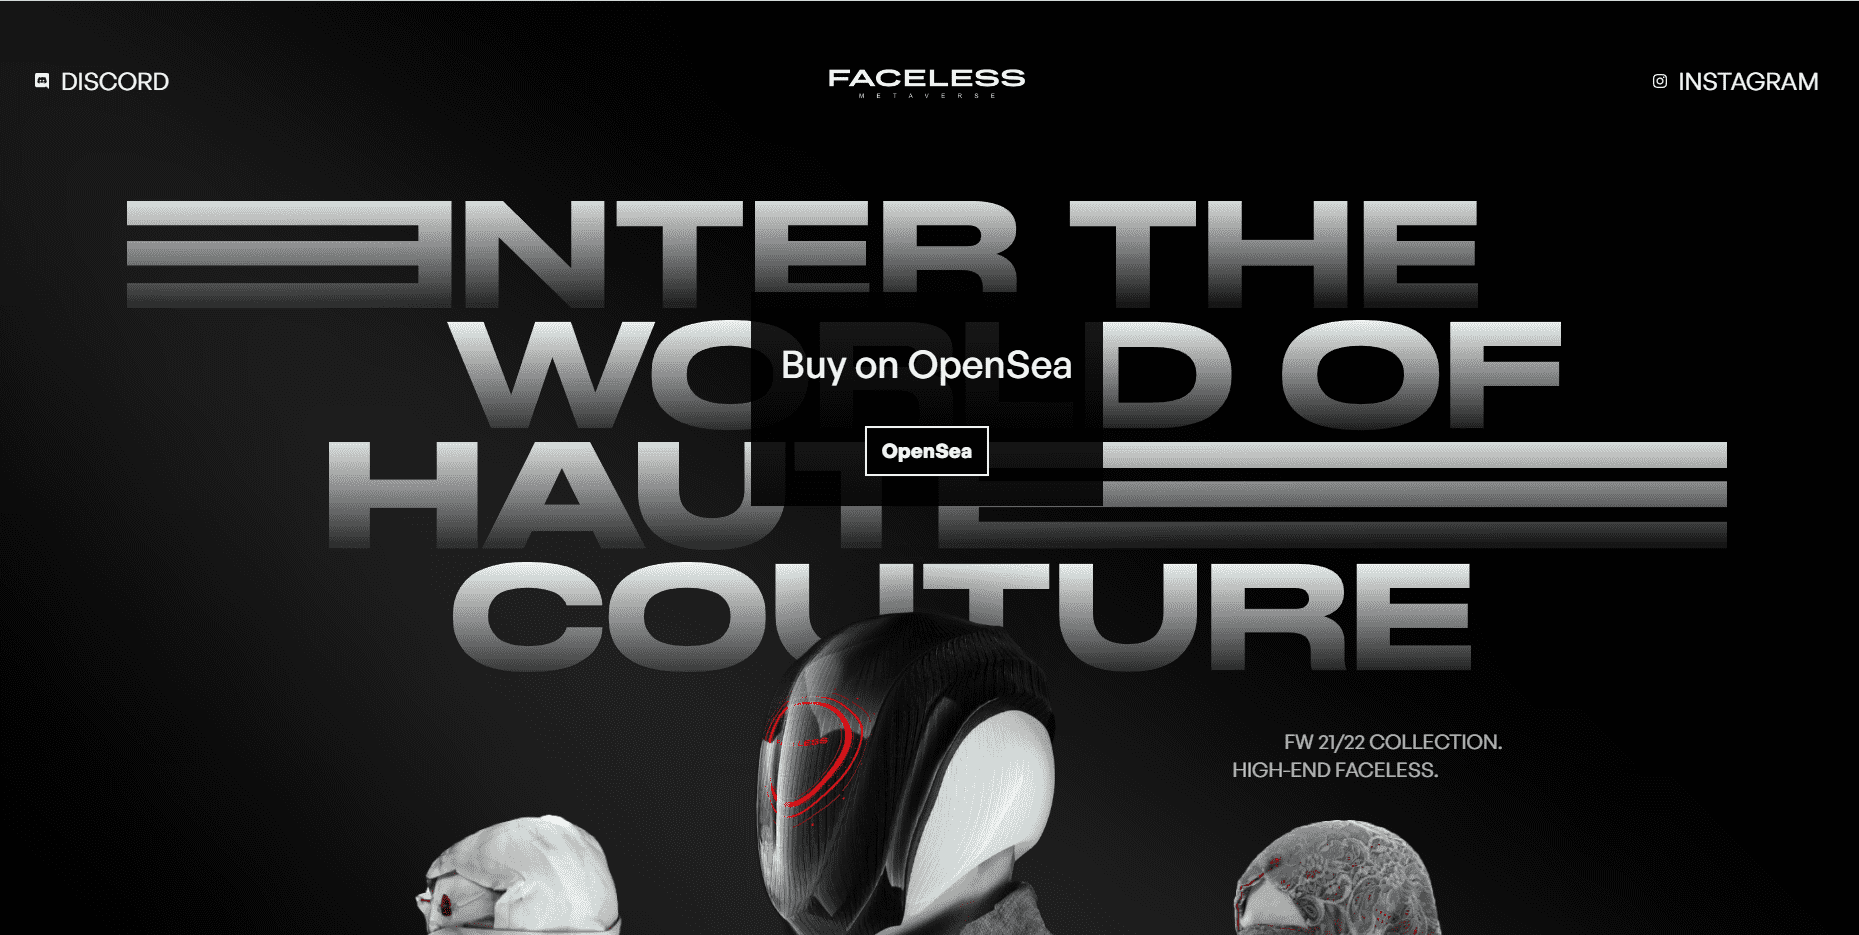 DISCORD
FACELESS
METAVERSE
INSTAGRAM
ENTER THE
WORLD OF
Buy on OpenSea
HAUTE
OpenSea
COUTURE
FW 21/22 COLLECTION.
HIGH-END FACELESS.